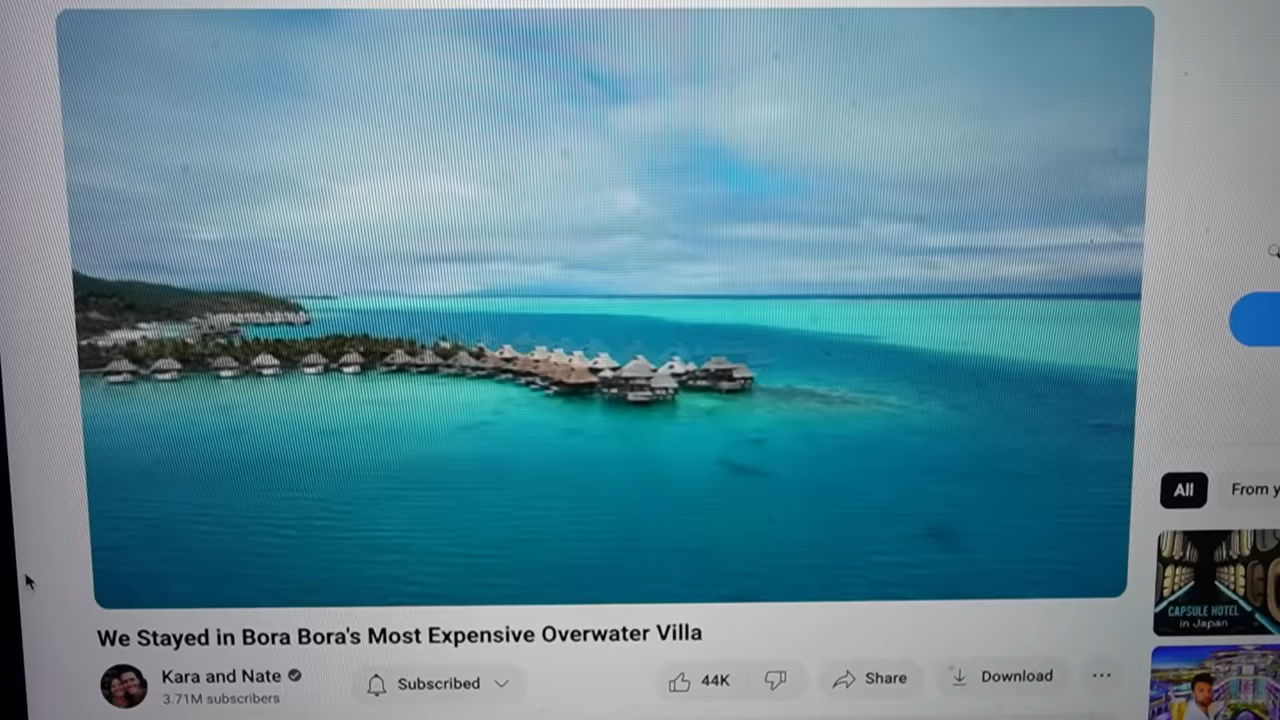 We Stayed in Bora Bora's Most Expensive Overwater Villa
Kara and Nate
3.71M subscribers
Subscribed
44K
Share
Download
All
From y
CAPSULE HOTEL
in Japan